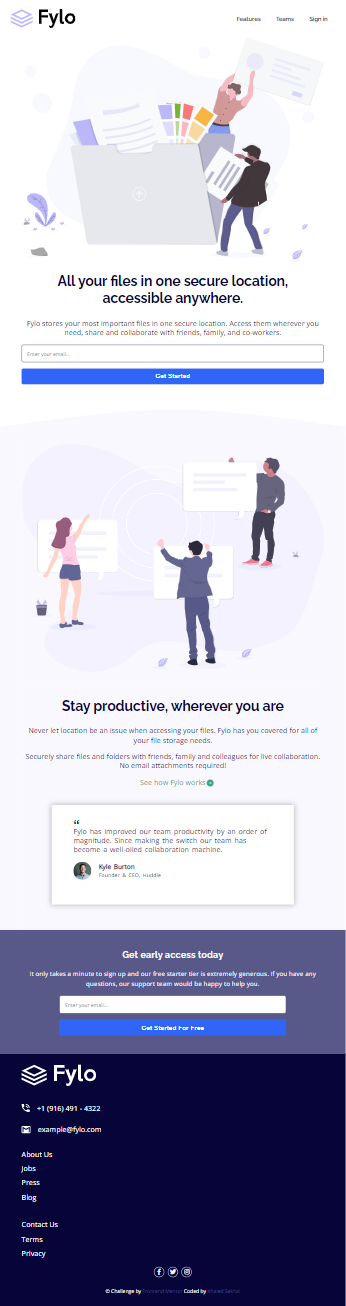 Fylo
Features Teams Sign in
All your files in one secure location,
accessible anywhere.
Fylo stores your most important files in one secure location. Access them wherever you
need, share and collaborate with friends, family, and co-workers.
Enter your email...
Get Started
Stay productive, wherever you are
Never let location be an issue when accessing your files. Fylo has you covered for all of
your file storage needs.
Securely share files and folders with friends, family and colleagues for live collaboration.
No email attachments required!
See how Fylo works
“
Fylo has improved our team productivity by an order of
magnitude. Since making the switch our team has
become a well-oiled collaboration machine.
Kyle Burton
Founder & CEO, Huddle
Get early access today
It only takes a minute to sign up and our free starter tier is extremely generous. If you have any
questions, our support team would be happy to help you.
Enter your email...
Get Started For Free
Fylo
+1 (916) 491 - 4322
example@fylo.com
About Us
Jobs
Press
Blog
Contact Us
Terms
Privacy
© Challenge by Frontend Mentor Coded by